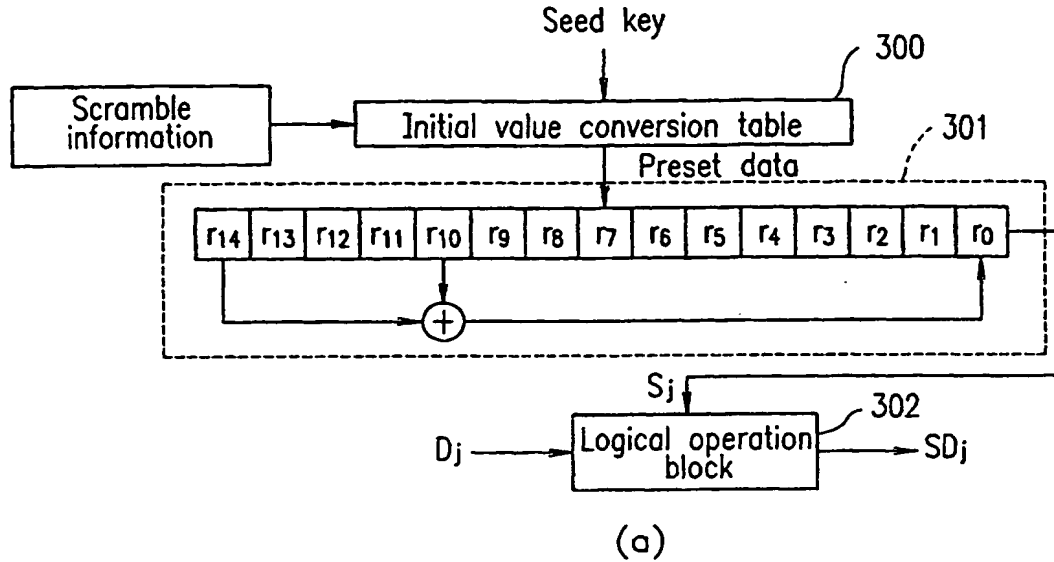 Seed key
300
Scramble
information
Initial value conversion table
301
Preset data
r14 r13 r12 r11 r10 r9 r8 r7 r6 r5 r4 r3 r2 r1 r0
+
Sj
302
Dj
Logical operation
block
SDj
(a)